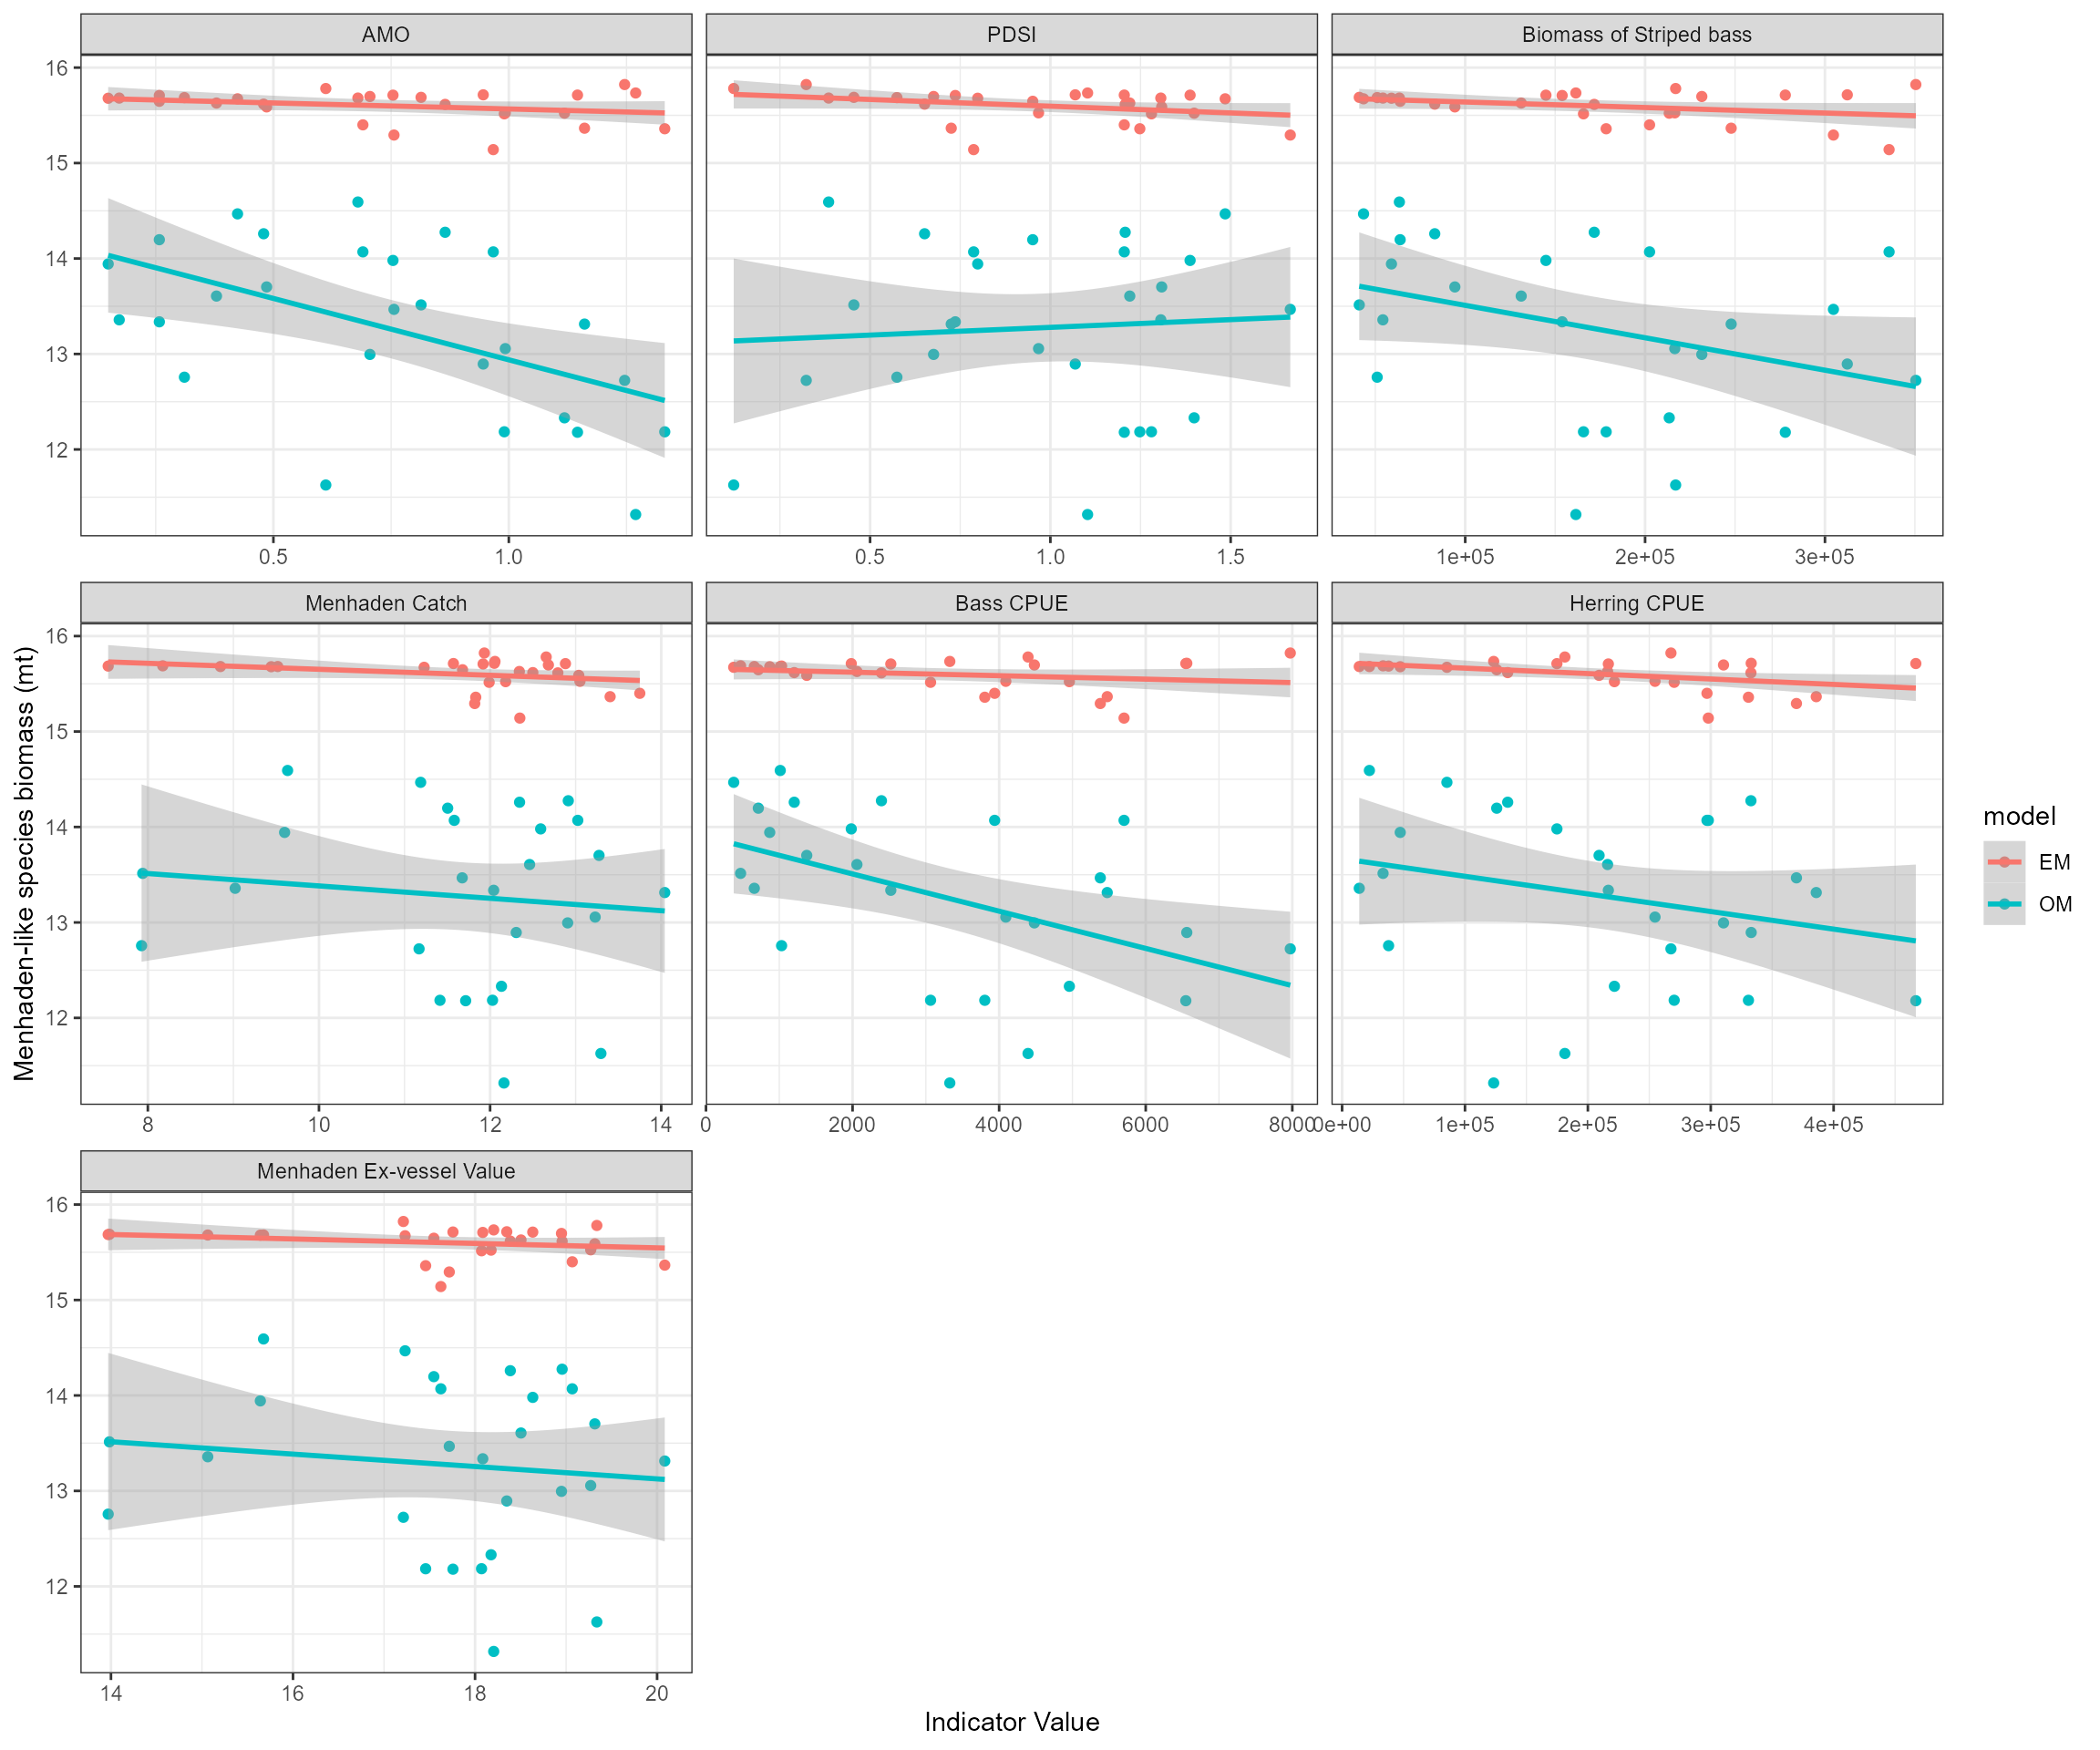 AMO PDSI Biomass of Striped bass
16
15
14
13
12
0.5 1.0 0.5 1.0 1.5 1e+05 2e+05 3e+05
Menhaden Catch Bass CPUE Herring CPUE
16
15
14
13
12
8 10 12 14 0 2000 4000 6000 8000 0e+00 1e+05 2e+05 3e+05 4e+05
Menhaden-like species biomass (mt)
model
EM
OM
Menhaden Ex-vessel Value
16
15
14
13
12
14 16 18 20
Indicator Value